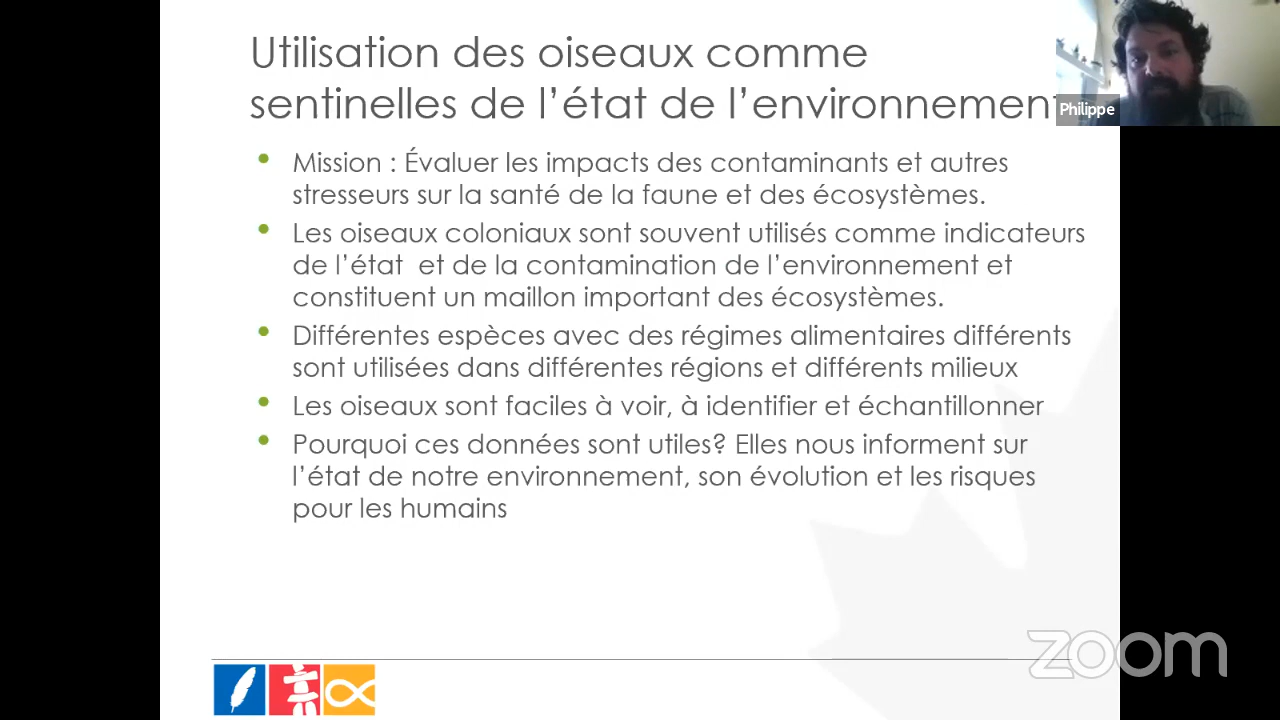 Utilisation des oiseaux comme
sentinelles de l’état de l’environnement
Philippe
• Mission : Évaluer les impacts des contaminants et autres
stresseurs sur la santé de la faune et des écosystèmes.
• Les oiseaux coloniaux sont souvent utilisés comme indicateurs
de l’état et de la contamination de l’environnement et
constituent un maillon important des écosystèmes.
• Différentes espèces avec des régimes alimentaires différents
sont utilisées dans différentes régions et différents milieux
• Les oiseaux sont faciles à voir, à identifier et échantillonner
• Pourquoi ces données sont utiles? Elles nous informent sur
l’état de notre environnement, son évolution et les risques
pour les humains
zoom